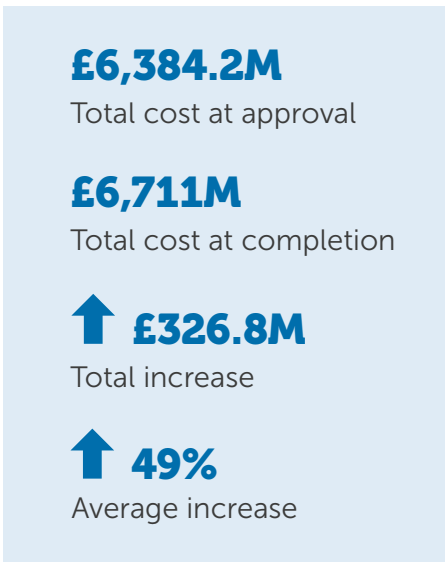 £6,384.2M
Total cost at approval
£6,711M
Total cost at completion
£326.8M
Total increase
49%
Average increase